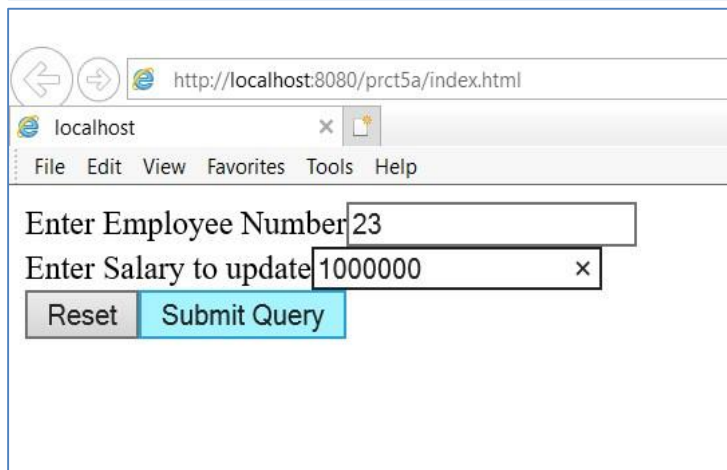 http://localhost:8080/prct5a/index.html
localhost
File Edit View Favorites Tools Help
Enter Employee Number 23
Enter Salary to update 1000000
Reset Submit Query